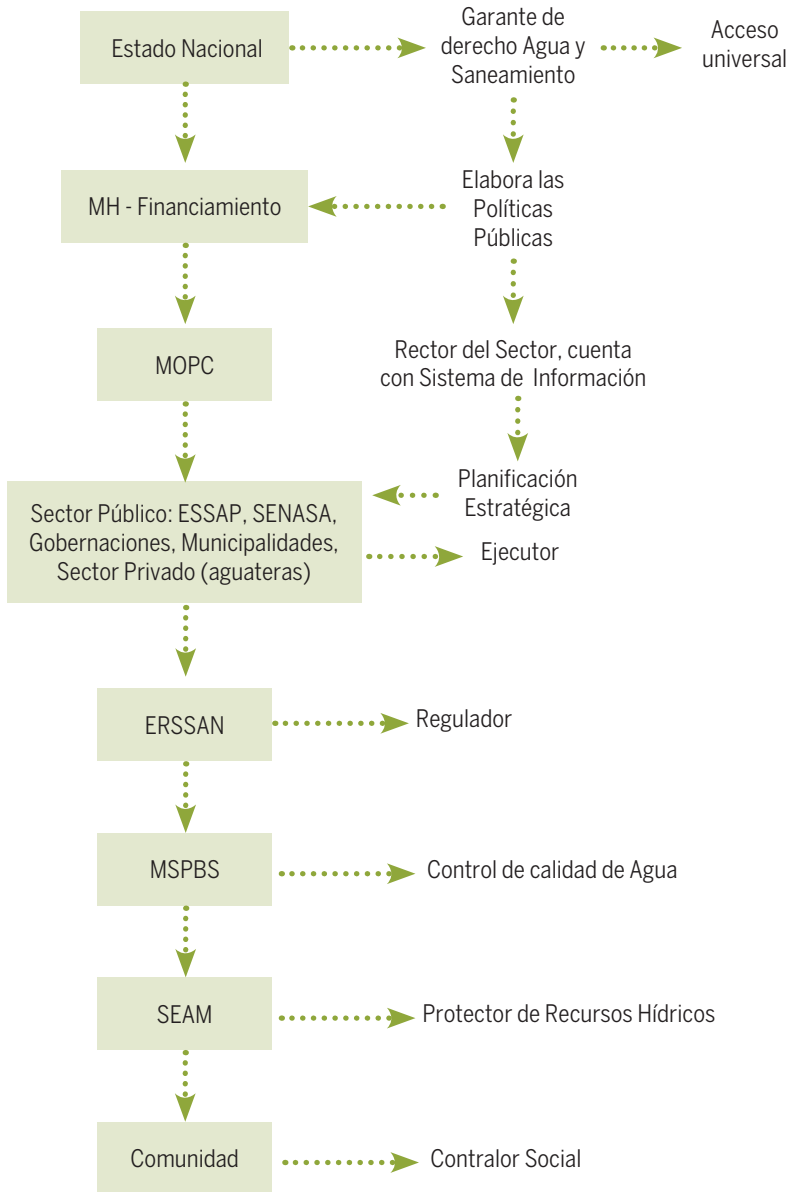 Estado Nacional
Garante de
derecho Agua y
Saneamiento
Acceso
universal
MH - Financiamiento
Elabora las
Políticas
Públicas
MOPC
Rector del Sector, cuenta
con Sistema de Información
Planificación
Estratégica
Sector Público: ESSAP, SENASA,
Gobernaciones, Municipalidades,
Sector Privado (aguateras)
Ejecutor
ERSSAN
Regulador
MSPBS
Control de calidad de Agua
SEAM
Protector de Recursos Hídricos
Comunidad
Contralor Social